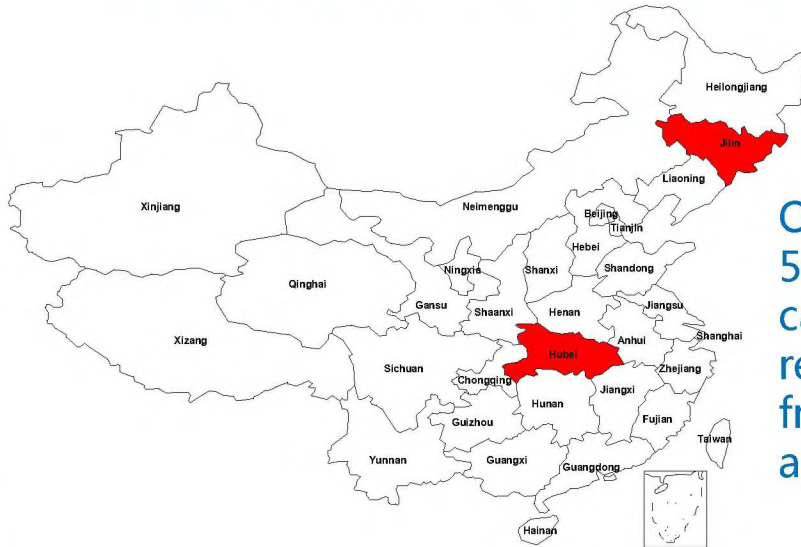 Heilongjiang
Jilin
Liaoning
Xinjiang
Neimenggu
Beijing
Tianjin
Hebei
Ningxia
Shanxi
Shandong
Qinghai
Gansu
Shaanxi
Henan
Jiangsu
Xizang
Shanghai
Anhui
Hubei
Sichuan
Zhejiang
Chongqing
Jiangxi
Hunan
Guizhou
Fujian
Taiwan
Yunnan
Guangxi
Guangdong
Hainan